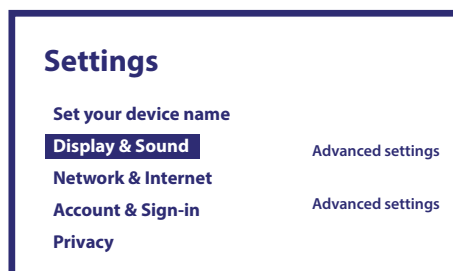 Settings
Set your device name
Display & Sound
Network & Internet
Account & Sign-in
Privacy
Advanced settings
Advanced settings